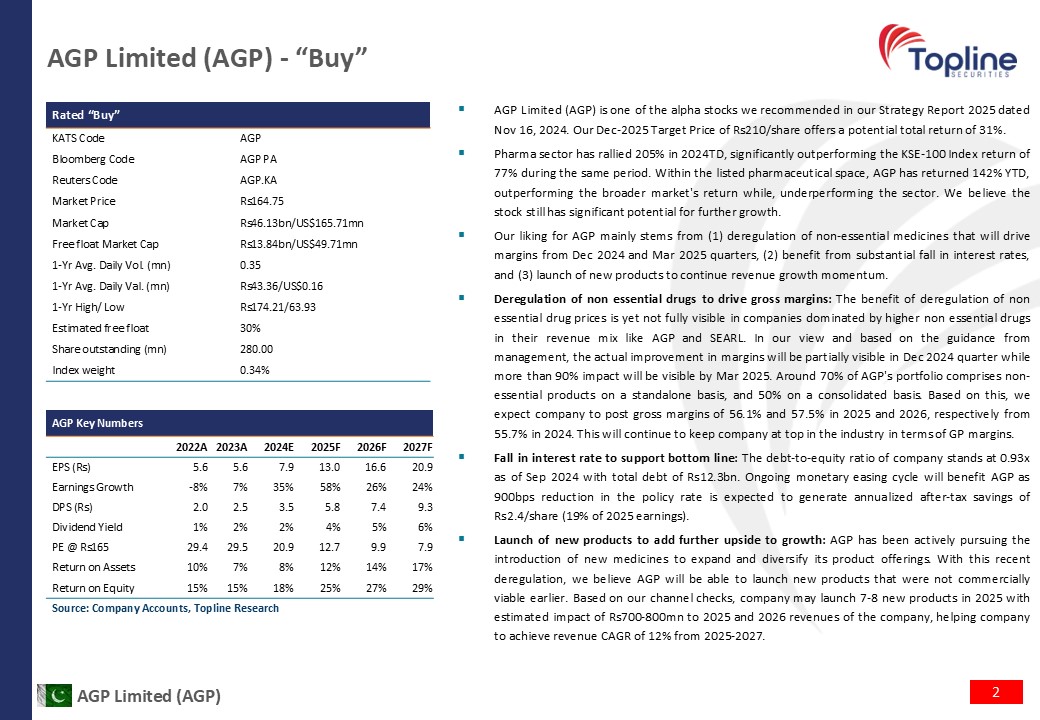 AGP Limited (AGP) - “Buy”
Topline
SECURITIES
Rated “Buy”
KATS Code AGP
Bloomberg Code AGP PA
Reuters Code AGP.KA
Market Price Rs164.75
Market Cap Rs46.13bn/US$165.71mn
Free float Market Cap Rs13.84bn/US$49.71mn
1-Yr Avg. Daily Vol. (mn) 0.35
1-Yr Avg. Daily Val. (mn) Rs43.36/US$0.16
1-Yr High/ Low Rs174.21/63.93
Estimated free float 30%
Share outstanding (mn) 280.00
Index weight 0.34%
AGP Key Numbers
2022A 2023A 2024E 2025F 2026F 2027F
EPS (Rs) 5.6 5.6 7.9 13.0 16.6 20.9
Earnings Growth -8% 7% 35% 58% 26% 24%
DPS (Rs) 2.0 2.5 3.5 5.8 7.4 9.3
Dividend Yield 1% 2% 2% 4% 5% 6%
PE @ Rs165 29.4 29.5 20.9 12.7 9.9 7.9
Return on Assets 10% 7% 8% 12% 14% 17%
Return on Equity 15% 15% 18% 25% 27% 29%
Source: Company Accounts, Topline Research
▪ AGP Limited (AGP) is one of the alpha stocks we recommended in our Strategy Report 2025 dated
Nov 16, 2024. Our Dec-2025 Target Price of Rs210/share offers a potential total return of 31%.
▪ Pharma sector has rallied 205% in 2024TD, significantly outperforming the KSE-100 Index return of
77% during the same period. Within the listed pharmaceutical space, AGP has returned 142% YTD,
outperforming the broader market's return while, underperforming the sector. We believe the
stock still has significant potential for further growth.
▪ Our liking for AGP mainly stems from (1) deregulation of non-essential medicines that will drive
margins from Dec 2024 and Mar 2025 quarters, (2) benefit from substantial fall in interest rates,
and (3) launch of new products to continue revenue growth momentum.
▪ Deregulation of non essential drugs to drive gross margins: The benefit of deregulation of non
essential drug prices is yet not fully visible in companies dominated by higher non essential drugs
in their revenue mix like AGP and SEARL. In our view and based on the guidance from
management, the actual improvement in margins will be partially visible in Dec 2024 quarter while
more than 90% impact will be visible by Mar 2025. Around 70% of AGP's portfolio comprises non-
essential products on a standalone basis, and 50% on a consolidated basis. Based on this, we
expect company to post gross margins of 56.1% and 57.5% in 2025 and 2026, respectively from
55.7% in 2024. This will continue to keep company at top in the industry in terms of GP margins.
▪ Fall in interest rate to support bottom line: The debt-to-equity ratio of company stands at 0.93x
as of Sep 2024 with total debt of Rs12.3bn. Ongoing monetary easing cycle will benefit AGP as
900bps reduction in the policy rate is expected to generate annualized after-tax savings of
Rs2.4/share (19% of 2025 earnings).
▪ Launch of new products to add further upside to growth: AGP has been actively pursuing the
introduction of new medicines to expand and diversify its product offerings. With this recent
deregulation, we believe AGP will be able to launch new products that were not commercially
viable earlier. Based on our channel checks, company may launch 7-8 new products in 2025 with
estimated impact of Rs700-800mn to 2025 and 2026 revenues of the company, helping company
to achieve revenue CAGR of 12% from 2025-2027.
AGP Limited (AGP)
2